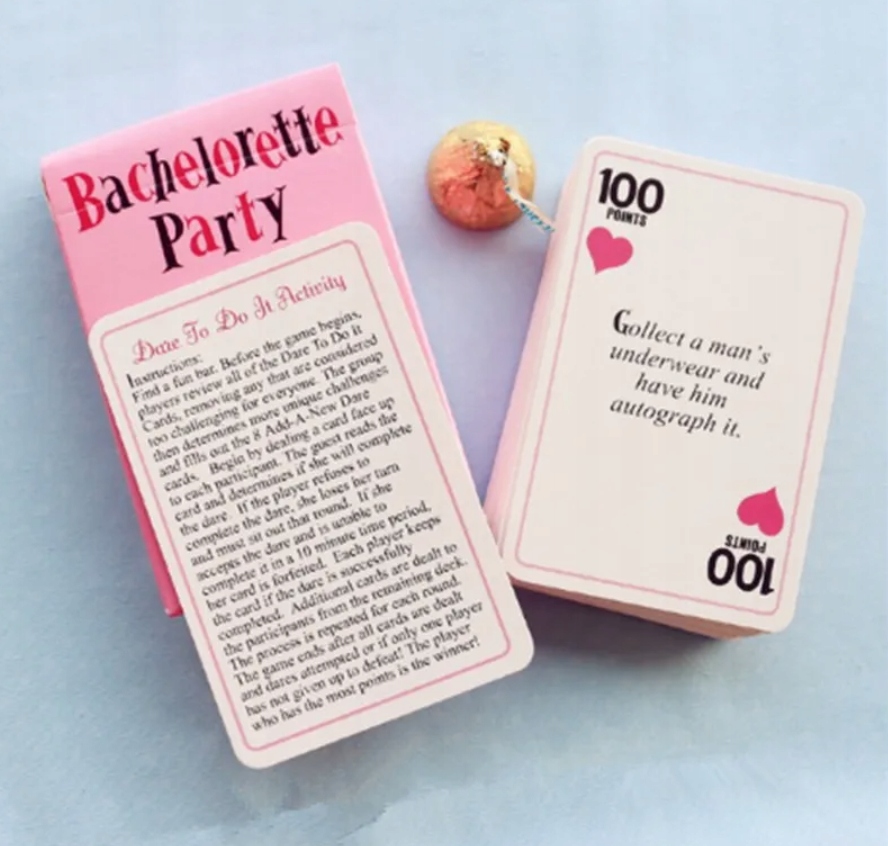 Bachelorette
Party
Dare To Do It Activity
Instructions:
Find a fun bar. Before the game begins,
players review all of the Dare To Do it
Cards, removing any that are considered
too challenging for everyone. The group
then determines more unique challenges
and fills out the 8 Add-A-New Dare
cards. Begin by dealing a card face up
to each participant. The guest reads the
card and determines if she will complete
the dare. If the player refuses to
complete the dare, she loses her turn
and must sit out that round. If she
accepts the dare and is unable to
complete it in a 10 minute time period,
her card is forfeited. Each player keeps
the card if the dare is successfully
completed. Additional cards are dealt to
the participants from the remaining deck.
The process is repeated for each round.
The game ends after all cards are dealt
and dares attempted or if only one player
has not given up to defeat! The player
who has the most points is the winner!
100
POINTS
Collect a man's
underwear and
have him
autograph it.
POINTS
100